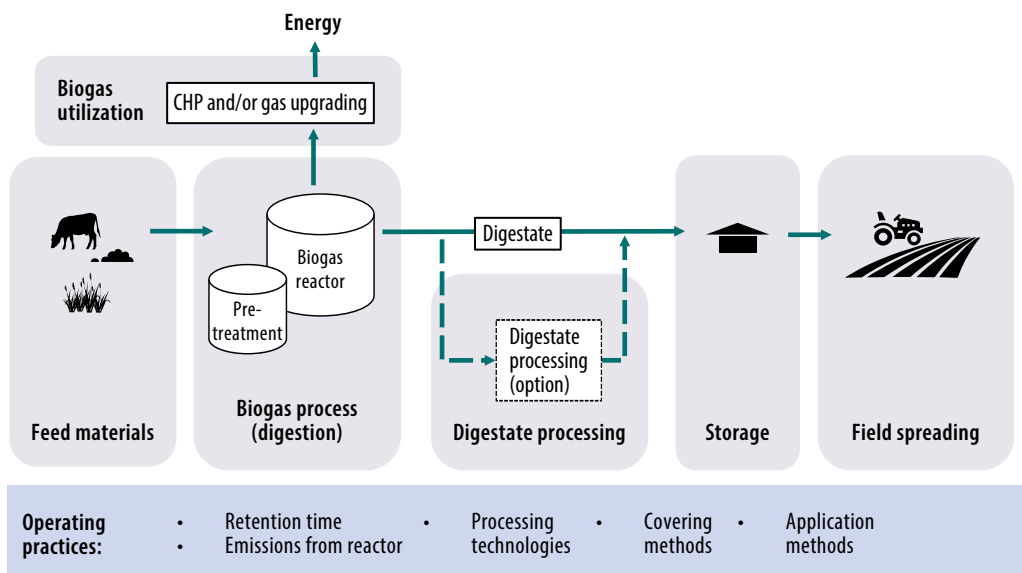 Energy
Biogas
utilization
CHP and/or gas upgrading
Biogas
reactor
Pre-
treatment
Digestate
Digestate
processing
(option)
Feed materials
Biogas process
(digestion)
Digestate processing
Storage
Field spreading
Operating
practices:
• Retention time
• Emissions from reactor
• Processing
technologies
• Covering
methods
• Application
methods